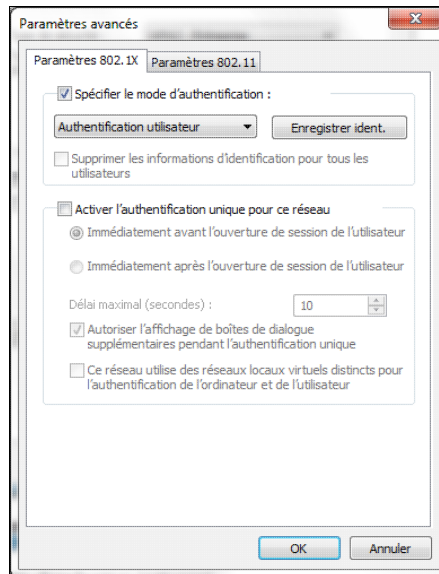 Paramètres avancés
Paramètres 802.1X
Paramètres 802.11
Spécifier le mode d'authentification :
Authentification utilisateur
Enregistrer ident.
Supprimer les informations d'identification pour tous les
utilisateurs
Activer l'authentification unique pour ce réseau
Immédiatement avant l'ouverture de session de l'utilisateur
Immédiatement après l'ouverture de session de l'utilisateur
Délai maximal (secondes) :
10
Autoriser l'affichage de boîtes de dialogue
supplémentaires pendant l'authentification unique
Ce réseau utilise des réseaux locaux virtuels distincts pour
l'authentification de l'ordinateur et de l'utilisateur
OK
Annuler